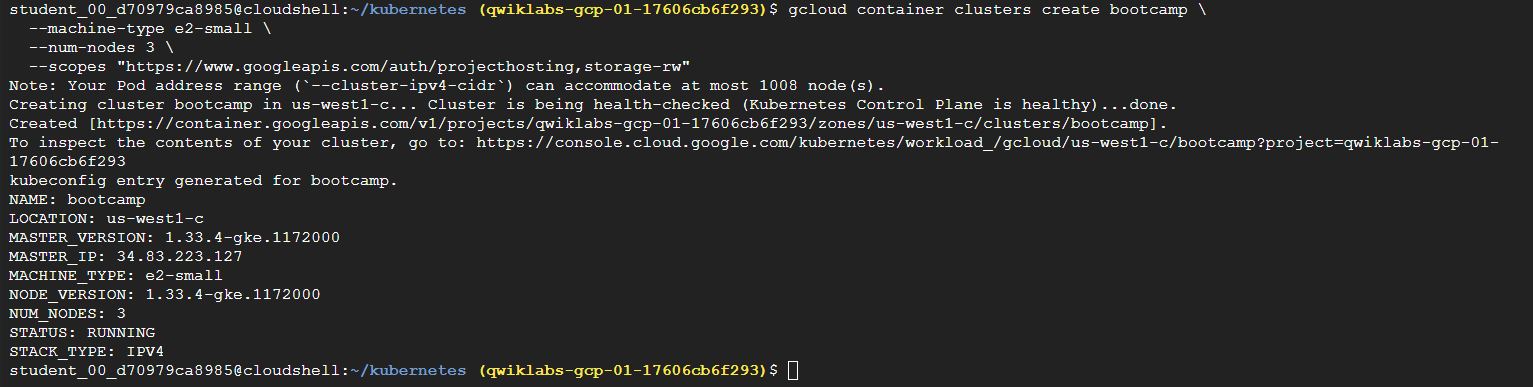 student_00_d70979ca8985@cloudshell:~/kubernetes (qwiklabs-gcp-01-17606cb6f293)$ gcloud container clusters create bootcamp \
  --machine-type e2-small \
  --num-nodes 3 \
  --scopes "https://www.googleapis.com/auth/projecthosting,storage-rw"
Note: Your Pod address range (`--cluster-ipv4-cidr`) can accommodate at most 1008 node(s).
Creating cluster bootcamp in us-west1-c... Cluster is being health-checked (Kubernetes Control Plane is healthy)...done.
Created [https://container.googleapis.com/v1/projects/qwiklabs-gcp-01-17606cb6f293/zones/us-west1-c/clusters/bootcamp].
To inspect the contents of your cluster, go to: https://console.cloud.google.com/kubernetes/workload_/gcloud/us-west1-c/bootcamp?project=qwiklabs-gcp-01-
17606cb6f293
kubeconfig entry generated for bootcamp.
NAME: bootcamp
LOCATION: us-west1-c
MASTER_VERSION: 1.33.4-gke.1172000
MASTER_IP: 34.83.223.127
MACHINE_TYPE: e2-small
NODE_VERSION: 1.33.4-gke.1172000
NUM_NODES: 3
STATUS: RUNNING
STACK_TYPE: IPV4
student_00_d70979ca8985@cloudshell:~/kubernetes (qwiklabs-gcp-01-17606cb6f293)$